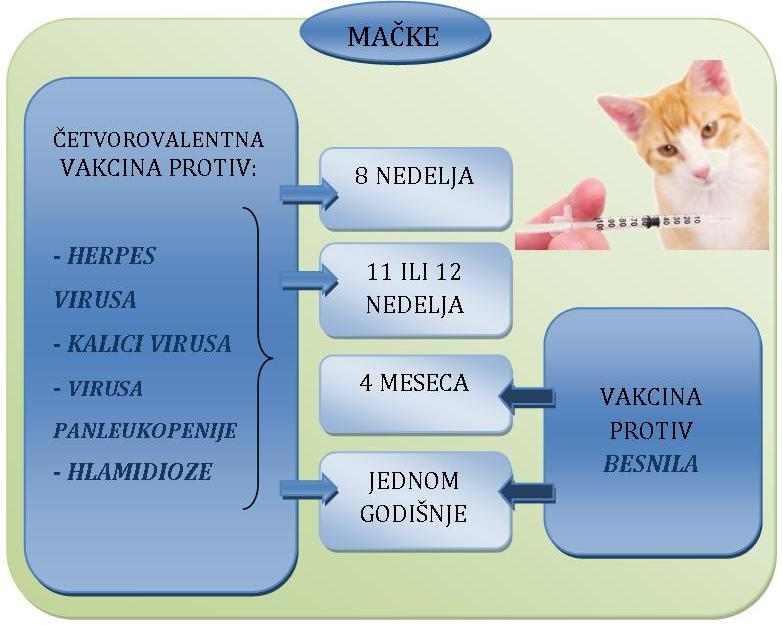 MAČKE
ČETVOROVALENTNA
VAKCINA PROTIV:
- HERPES
VIRUSA
- KALICI VIRUSA
- VIRUSA
PANLEUKOPENIJE
- HLAMIDIOZE
8 NEDELJA
11 ILI 12
NEDELJA
4 MESECA
JEDNOM
GODIŠNJE
VAKCINA
PROTIV
BESNILA